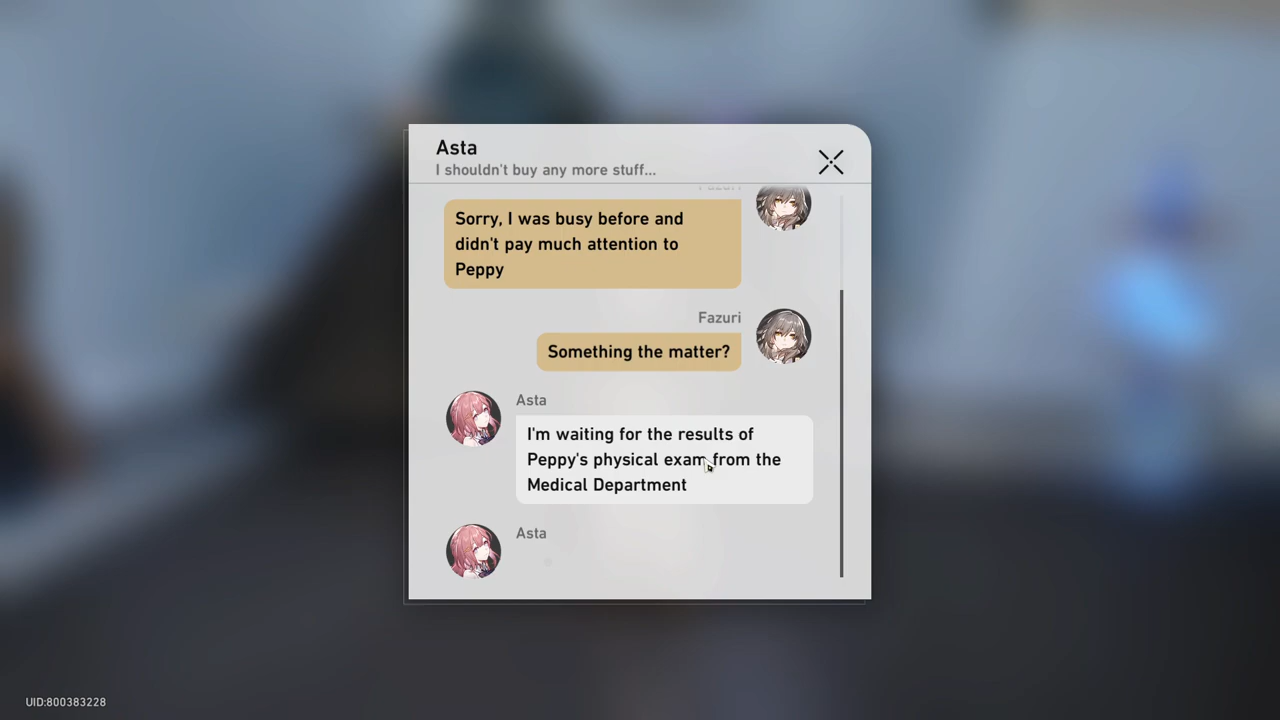 Asta
I shouldn't buy any more stuff...
Fazuri
Sorry, I was busy before and
didn't pay much attention to
Peppy
Fazuri
Something the matter?
Asta
I'm waiting for the results of
Peppy's physical exam from the
Medical Department
Asta
UID:800383228